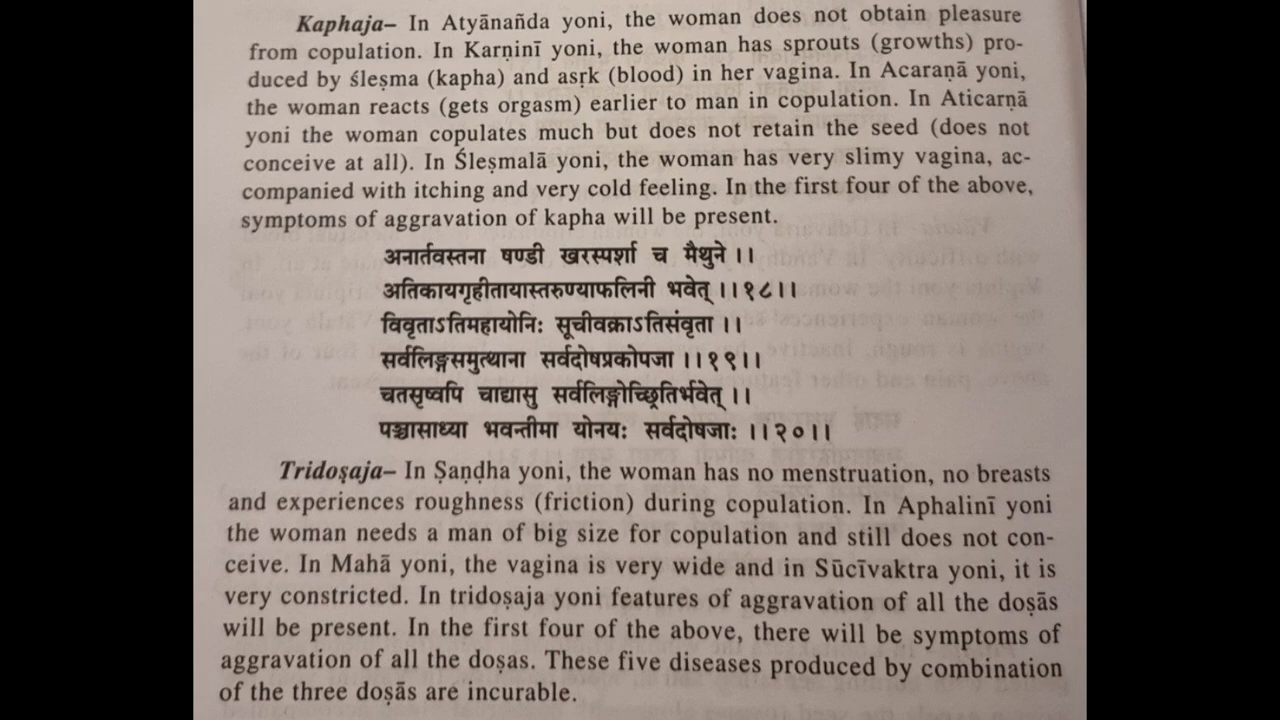 Kaphaja– In Atyānañda yoni, the woman does not obtain pleasure
from copulation. In Karṇinī yoni, the woman has sprouts (growths) pro-
duced by śleṣma (kapha) and asṛk (blood) in her vagina. In Acaraṇā yoni,
the woman reacts (gets orgasm) earlier to man in copulation. In Aticarṇā
yoni the woman copulates much but does not retain the seed (does not
conceive at all). In Śleṣmalā yoni, the woman has very slimy vagina, ac-
companied with itching and very cold feeling. In the first four of the above,
symptoms of aggravation of kapha will be present.
अनार्तवस्तना षण्डी खरस्पर्शा च मैथुने ।।
अतिकायगृहीतायास्तरुण्याफलिनी भवेत् ।।१८।।
विवृताऽतिमहायोनिः सूचीवक्राऽतिसंवृता ।।
सर्वलिङ्गसमुत्थाना सर्वदोषप्रकोपजा ।।१९।।
चतसृष्वपि चाद्यासु सर्वलिङ्गोच्छ्रितिर्भवेत् ।।
पञ्चासाध्या भवन्तीमा योनयः सर्वदोषजाः ।।२०।।
Tridoṣaja– In Ṣaṇḍha yoni, the woman has no menstruation, no breasts
and experiences roughness (friction) during copulation. In Aphalinī yoni
the woman needs a man of big size for copulation and still does not con-
ceive. In Mahā yoni, the vagina is very wide and in Sūcīvaktra yoni, it is
very constricted. In tridoṣaja yoni features of aggravation of all the doṣās
will be present. In the first four of the above, there will be symptoms of
aggravation of all the doṣas. These five diseases produced by combination
of the three doṣās are incurable.